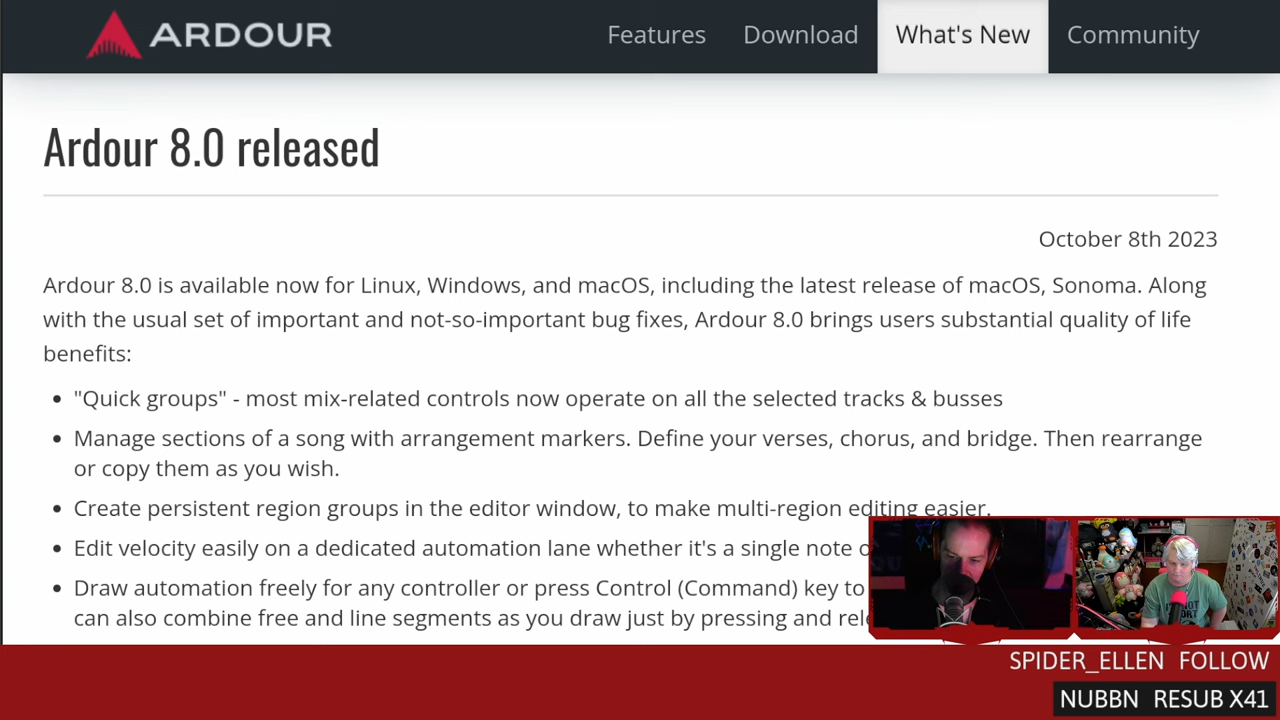 ARDOUR
Features Download What's New Community
Ardour 8.0 released
October 8th 2023
Ardour 8.0 is available now for Linux, Windows, and macOS, including the latest release of macOS, Sonoma. Along
with the usual set of important and not-so-important bug fixes, Ardour 8.0 brings users substantial quality of life
benefits:
• "Quick groups" - most mix-related controls now operate on all the selected tracks & busses
• Manage sections of a song with arrangement markers. Define your verses, chorus, and bridge. Then rearrange
or copy them as you wish.
• Create persistent region groups in the editor window, to make multi-region editing easier.
• Edit velocity easily on a dedicated automation lane whether it's a single note
• Draw automation freely for any controller or press Control (Command) key to
can also combine free and line segments as you draw just by pressing and
SPIDER_ELLEN FOLLOW
NUBBN RESUB X41